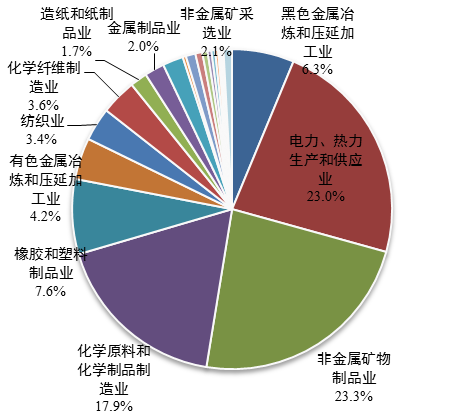 造纸和纸制
品业
1.7%
金属制品业
2.0%
非金属矿采
选业
2.1%
黑色金属冶
炼和压延加
工业
6.3%
化学纤维制
造业
3.6%
纺织业
3.4%
有色金属冶
炼和压延加
工业
4.2%
橡胶和塑料
制品业
7.6%
化学原料和
化学制品制
造业
17.9%
非金属矿物
制品业
23.3%
电力、热力
生产和供应
业
23.0%